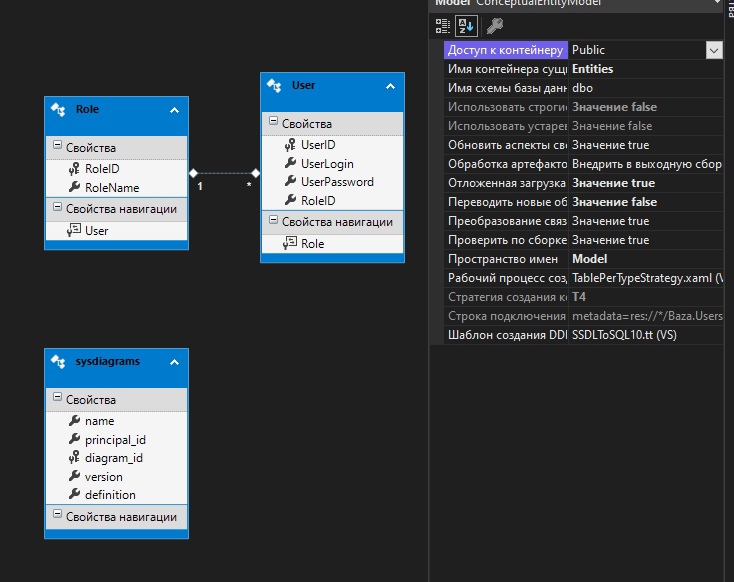 Role
Свойства
RoleID
RoleName
Свойства навигации
User
1
*
User
Свойства
UserID
UserLogin
UserPassword
RoleID
Свойства навигации
Role
sysdiagrams
Свойства
name
principal_id
diagram_id
version
definition
Свойства навигации
Model ConceptualEntityModel
Доступ к контейнеру Public
Имя контейнера сущ Entities
Имя схемы базы данн dbo
Использовать строги Значение false
Использовать устарев Значение false
Обновить аспекты сво Значение true
Обработка артефакто Внедрить в выходную сбор
Отложенная загрузка Значение true
Переводить новые об Значение false
Преобразование связ Значение true
Проверить по сборке Значение true
Пространство имен Model
Рабочий процесс соз TablePerTypeStrategy.xaml (V
Стратегия создания к T4
Строка подключения metadata=res://*/Baza.Users
Шаблон создания DDL SSDLToSQL10.tt (VS)